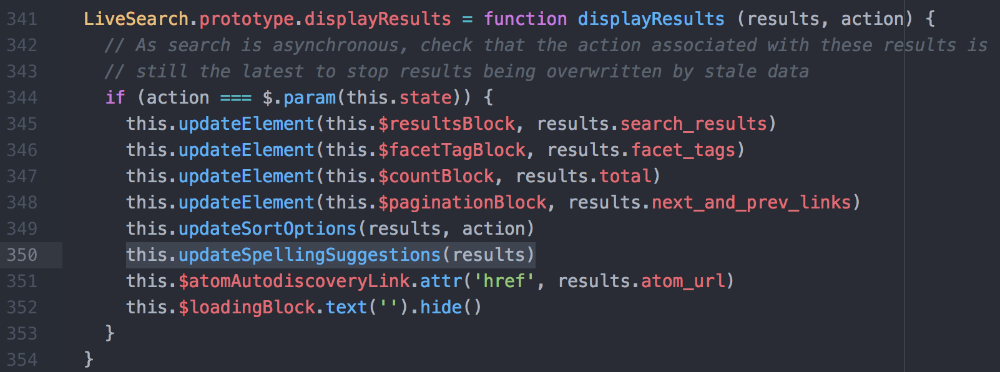 341 LiveSearch.prototype.displayResults = function displayResults (results, action) {
342 // As search is asynchronous, check that the action associated with these results is
343 // still the latest to stop results being overwritten by stale data
344 if (action === $.param(this.state)) {
345 this.updateElement(this.$resultsBlock, results.search_results)
346 this.updateElement(this.$facetTagBlock, results.facet_tags)
347 this.updateElement(this.$countBlock, results.total)
348 this.updateElement(this.$paginationBlock, results.next_and_prev_links)
349 this.updateSortOptions(results, action)
350 this.updateSpellingSuggestions(results)
351 this.$atomAutodiscoveryLink.attr('href', results.atom_url)
352 this.$loadingBlock.text('').hide()
353 }
354 }